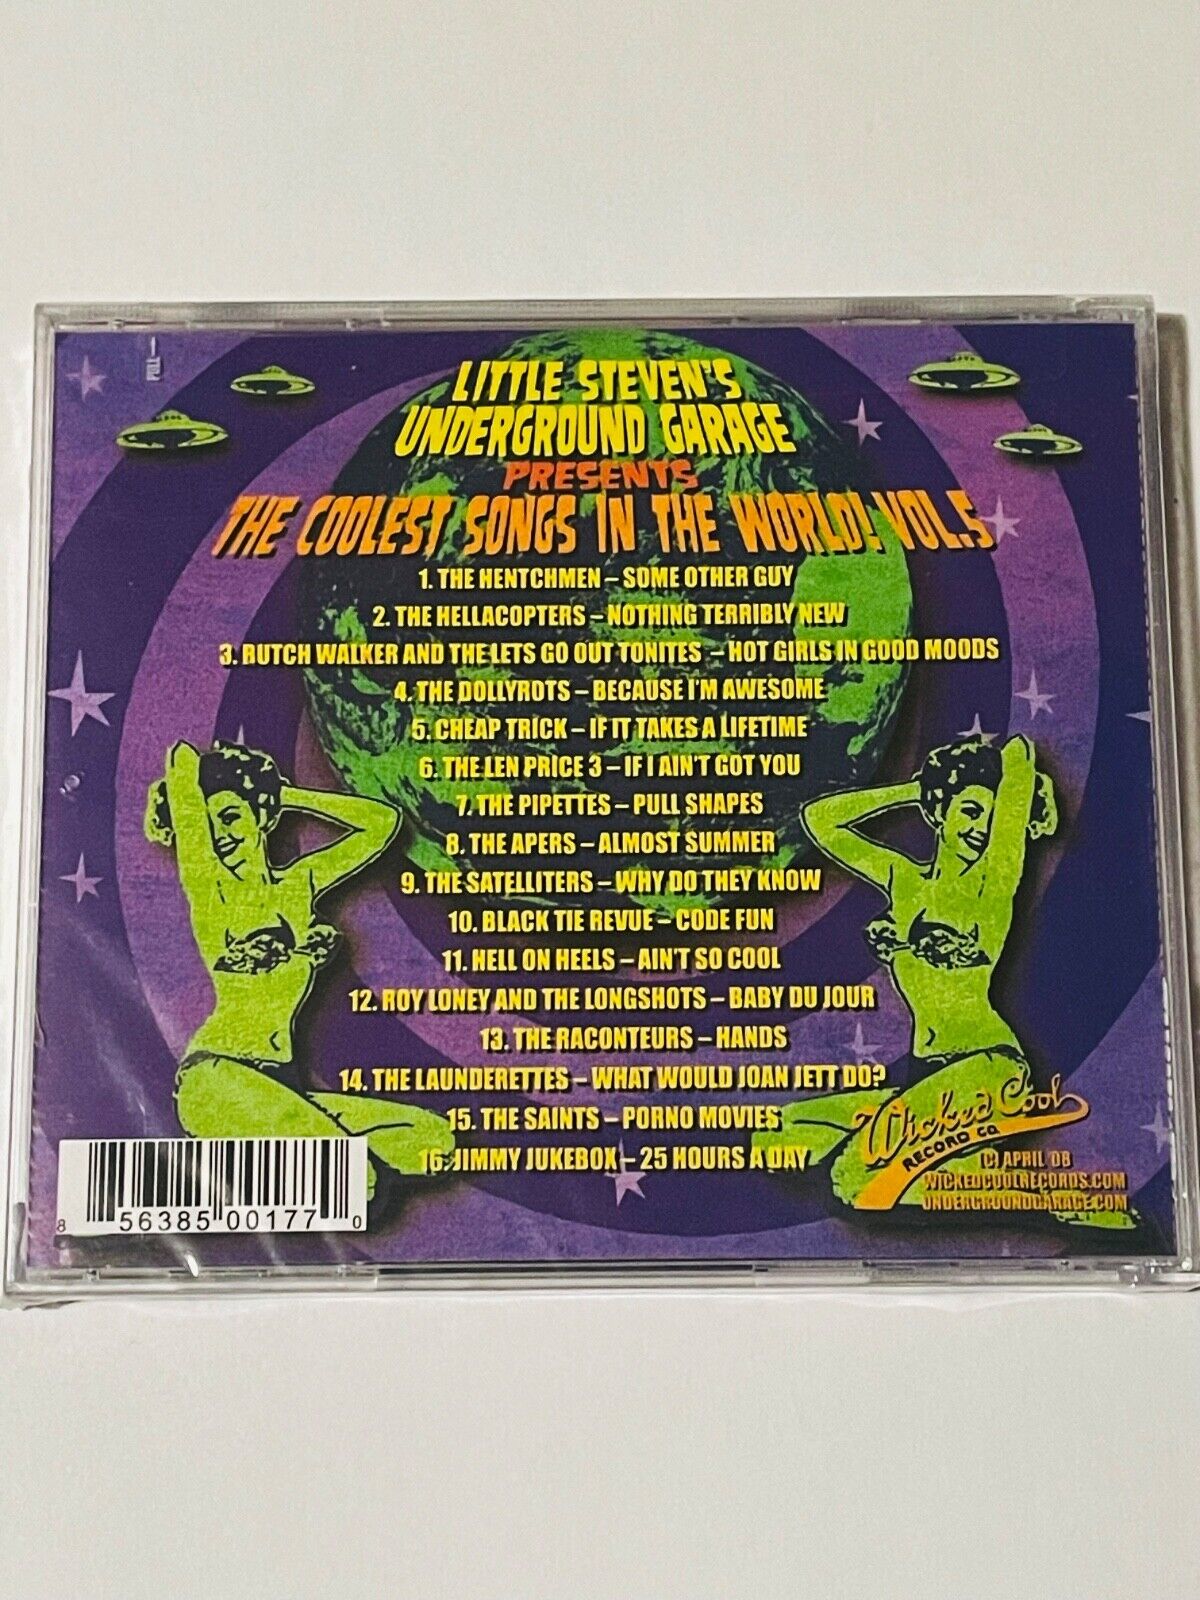 PULL
LITTLE STEVEN'S
UNDERGROUND GARAGE
PRESENTS
THE COOLEST SONGS IN THE WORLD! VOL.5
1. THE HENTCHMEN – SOME OTHER GUY
2. THE HELLACOPTERS – NOTHING TERRIBLY NEW
3. BUTCH WALKER AND THE LETS GO OUT TONITES – HOT GIRLS IN GOOD MOODS
4. THE DOLLYROTS – BECAUSE I'M AWESOME
5. CHEAP TRICK – IF IT TAKES A LIFETIME
6. THE LEN PRICE 3 – IF I AIN'T GOT YOU
7. THE PIPETTES – PULL SHAPES
8. THE APERS – ALMOST SUMMER
9. THE SATELLITERS – WHY DO THEY KNOW
10. BLACK TIE REVUE – CODE FUN
11. HELL ON HEELS – AIN'T SO COOL
12. ROY LONEY AND THE LONGSHOTS – BABY DU JOUR
13. THE RACONTEURS – HANDS
14. THE LAUNDERETTES – WHAT WOULD JOAN JETT DO?
15. THE SAINTS – PORNO MOVIES
16. JIMMY JUKEBOX – 25 HOURS A DAY
Wicked Cool
RECORD CO.
(C) APRIL '08
WICKEDCOOLRECORDS.COM
UNDERGROUNDGARAGE.COM
8 56385 00177 0